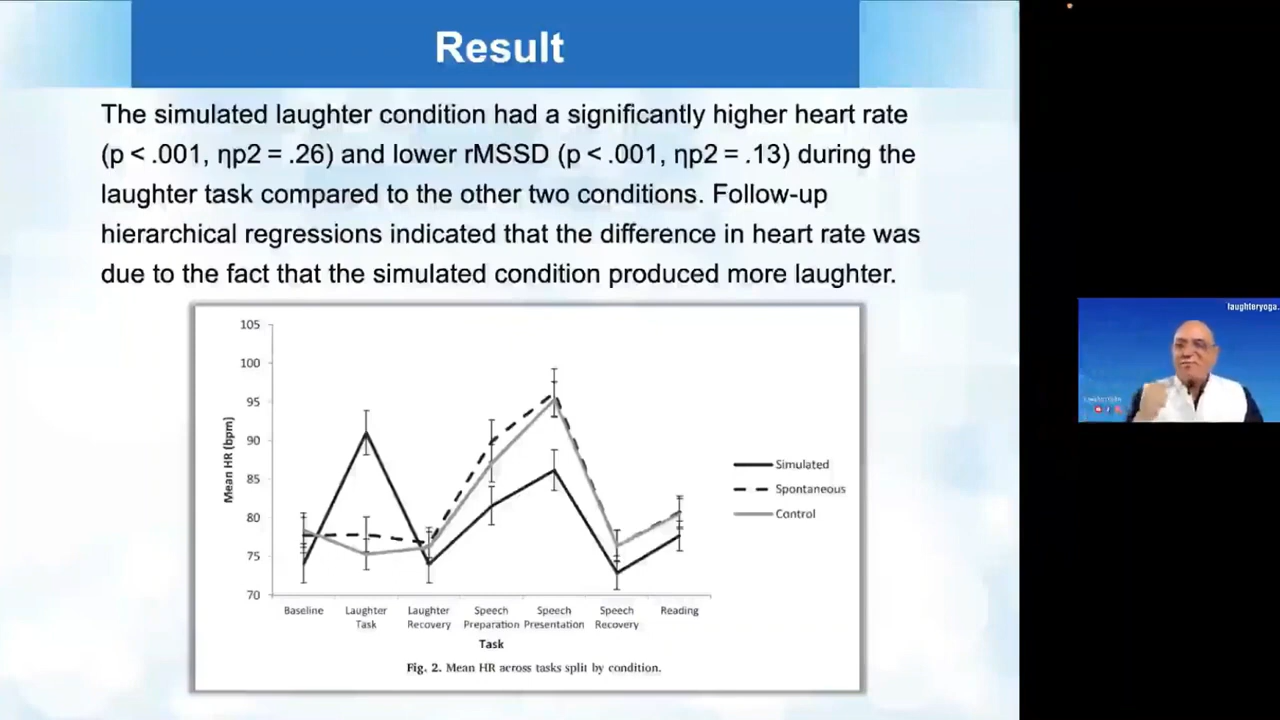 Result
The simulated laughter condition had a significantly higher heart rate
(p < .001, ηp2 = .26) and lower rMSSD (p < .001, ηp2 = .13) during the
laughter task compared to the other two conditions. Follow-up
hierarchical regressions indicated that the difference in heart rate was
due to the fact that the simulated condition produced more laughter.
105
100
95
90
85
80
75
70
Mean HR (bpm)
Baseline
Laughter
Task
Laughter
Recovery
Speech
Preparation
Speech
Presentation
Speech
Recovery
Reading
Task
Simulated
Spontaneous
Control
Fig. 2. Mean HR across tasks split by condition.
laughteryoga.